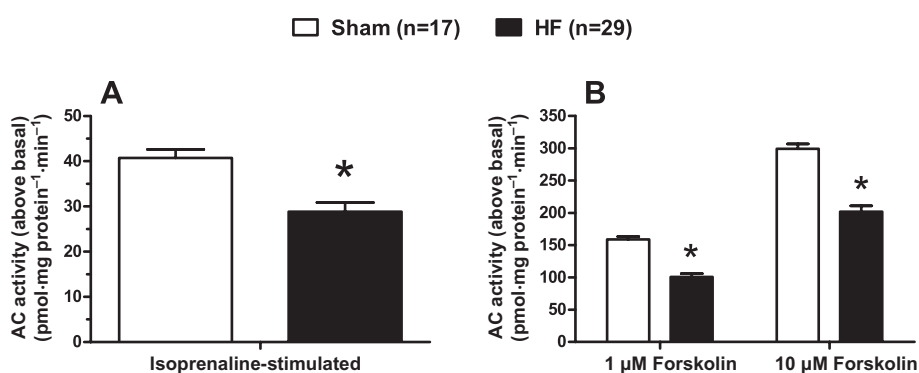 Sham (n=17) HF (n=29)
A
AC activity (above basal)
(pmol·mg protein⁻¹·min⁻¹)
50
40
30
20
10
0
*
Isoprenaline-stimulated
B
AC activity (above basal)
(pmol·mg protein⁻¹·min⁻¹)
350
300
250
200
150
100
50
0
*
*
1 µM Forskolin 10 µM Forskolin